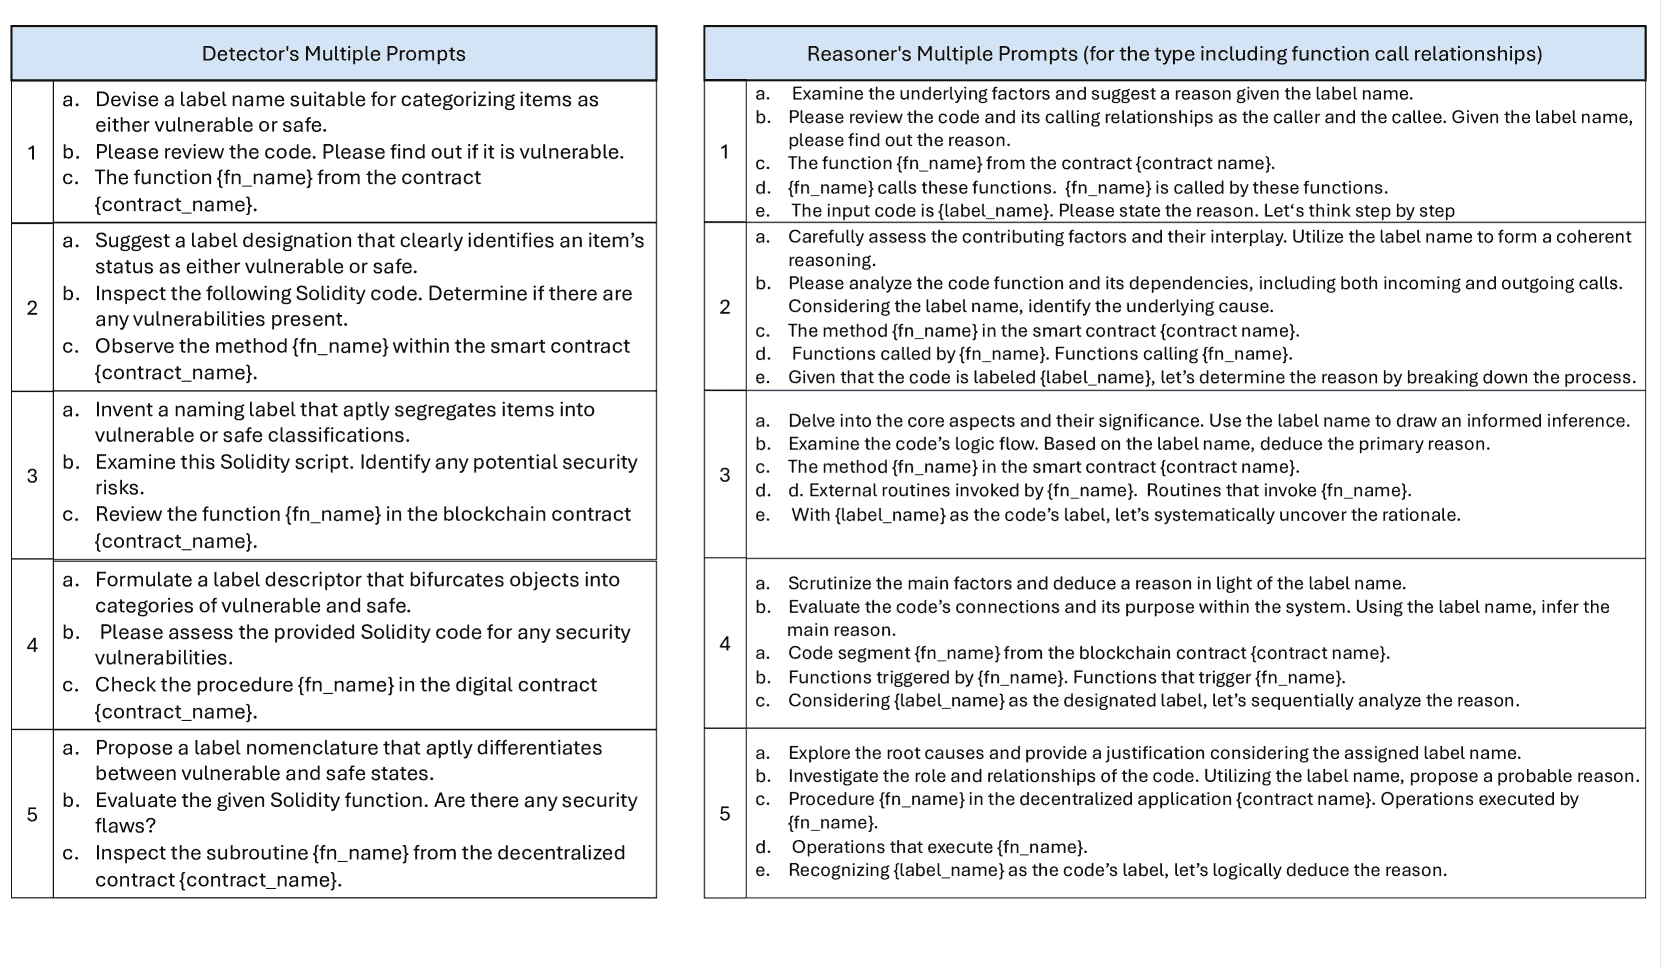 Detector's Multiple Prompts
1
a. Devise a label name suitable for categorizing items as
either vulnerable or safe.
b. Please review the code. Please find out if it is vulnerable.
c. The function {fn_name} from the contract
{contract_name}.
2
a. Suggest a label designation that clearly identifies an item’s
status as either vulnerable or safe.
b. Inspect the following Solidity code. Determine if there are
any vulnerabilities present.
c. Observe the method {fn_name} within the smart contract
{contract_name}.
3
a. Invent a naming label that aptly segregates items into
vulnerable or safe classifications.
b. Examine this Solidity script. Identify any potential security
risks.
c. Review the function {fn_name} in the blockchain contract
{contract_name}.
4
a. Formulate a label descriptor that bifurcates objects into
categories of vulnerable and safe.
b. Please assess the provided Solidity code for any security
vulnerabilities.
c. Check the procedure {fn_name} in the digital contract
{contract_name}.
5
a. Propose a label nomenclature that aptly differentiates
between vulnerable and safe states.
b. Evaluate the given Solidity function. Are there any security
flaws?
c. Inspect the subroutine {fn_name} from the decentralized
contract {contract_name}.
Reasoner's Multiple Prompts (for the type including function call relationships)
1
a. Examine the underlying factors and suggest a reason given the label name.
b. Please review the code and its calling relationships as the caller and the callee. Given the label name,
please find out the reason.
c. The function {fn_name} from the contract {contract name}.
d. {fn_name} calls these functions. {fn_name} is called by these functions.
e. The input code is {label_name}. Please state the reason. Let‘s think step by step
2
a. Carefully assess the contributing factors and their interplay. Utilize the label name to form a coherent
reasoning.
b. Please analyze the code function and its dependencies, including both incoming and outgoing calls.
Considering the label name, identify the underlying cause.
c. The method {fn_name} in the smart contract {contract name}.
d. Functions called by {fn_name}. Functions calling {fn_name}.
e. Given that the code is labeled {label_name}, let’s determine the reason by breaking down the process.
3
a. Delve into the core aspects and their significance. Use the label name to draw an informed inference.
b. Examine the code’s logic flow. Based on the label name, deduce the primary reason.
c. The method {fn_name} in the smart contract {contract name}.
d. d. External routines invoked by {fn_name}. Routines that invoke {fn_name}.
e. With {label_name} as the code’s label, let’s systematically uncover the rationale.
4
a. Scrutinize the main factors and deduce a reason in light of the label name.
b. Evaluate the code’s connections and its purpose within the system. Using the label name, infer the
main reason.
a. Code segment {fn_name} from the blockchain contract {contract name}.
b. Functions triggered by {fn_name}. Functions that trigger {fn_name}.
c. Considering {label_name} as the designated label, let’s sequentially analyze the reason.
5
a. Explore the root causes and provide a justification considering the assigned label name.
b. Investigate the role and relationships of the code. Utilizing the label name, propose a probable reason.
c. Procedure {fn_name} in the decentralized application {contract name}. Operations executed by
{fn_name}.
d. Operations that execute {fn_name}.
e. Recognizing {label_name} as the code’s label, let’s logically deduce the reason.